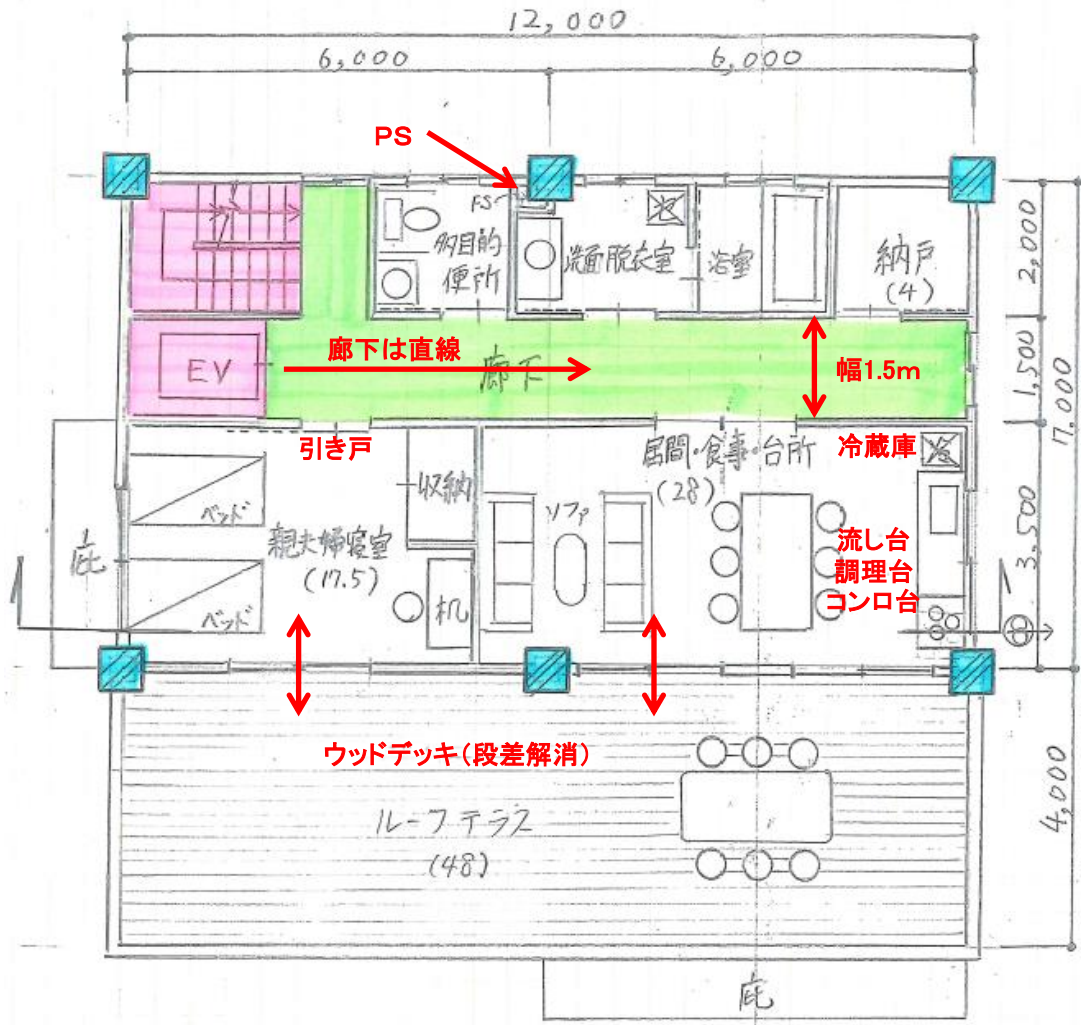 12,000
6,000
6,000
PS
PS
多目的
便所
洗面脱衣室
浴室
納戸
(4)
2,000
EV
廊下は直線
廊下
幅1.5m
1,500
7.000
引き戸
収納
居間・食事・台所
(28)
冷蔵庫
ソファ
ベッド
親夫婦寝室
(17.5)
流し台
調理台
コンロ台
3,500
庇
ベッド
机
ウッドデッキ(段差解消)
ルーフテラス
(48)
4,000
庇